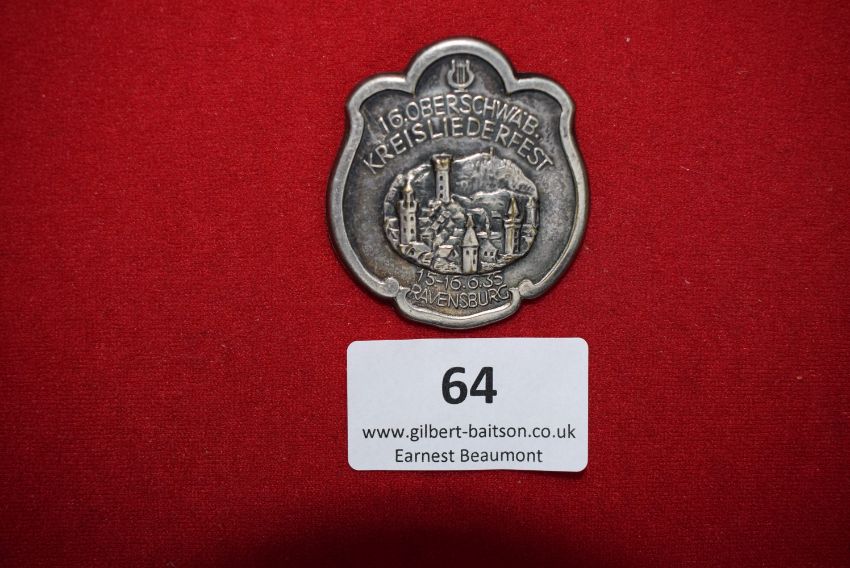 16. OBERSCHWÄB.
KREISLIEDERFEST
15-16.6.35
RAVENSBURG
64
www.gilbert-baitson.co.uk
Earnest Beaumont